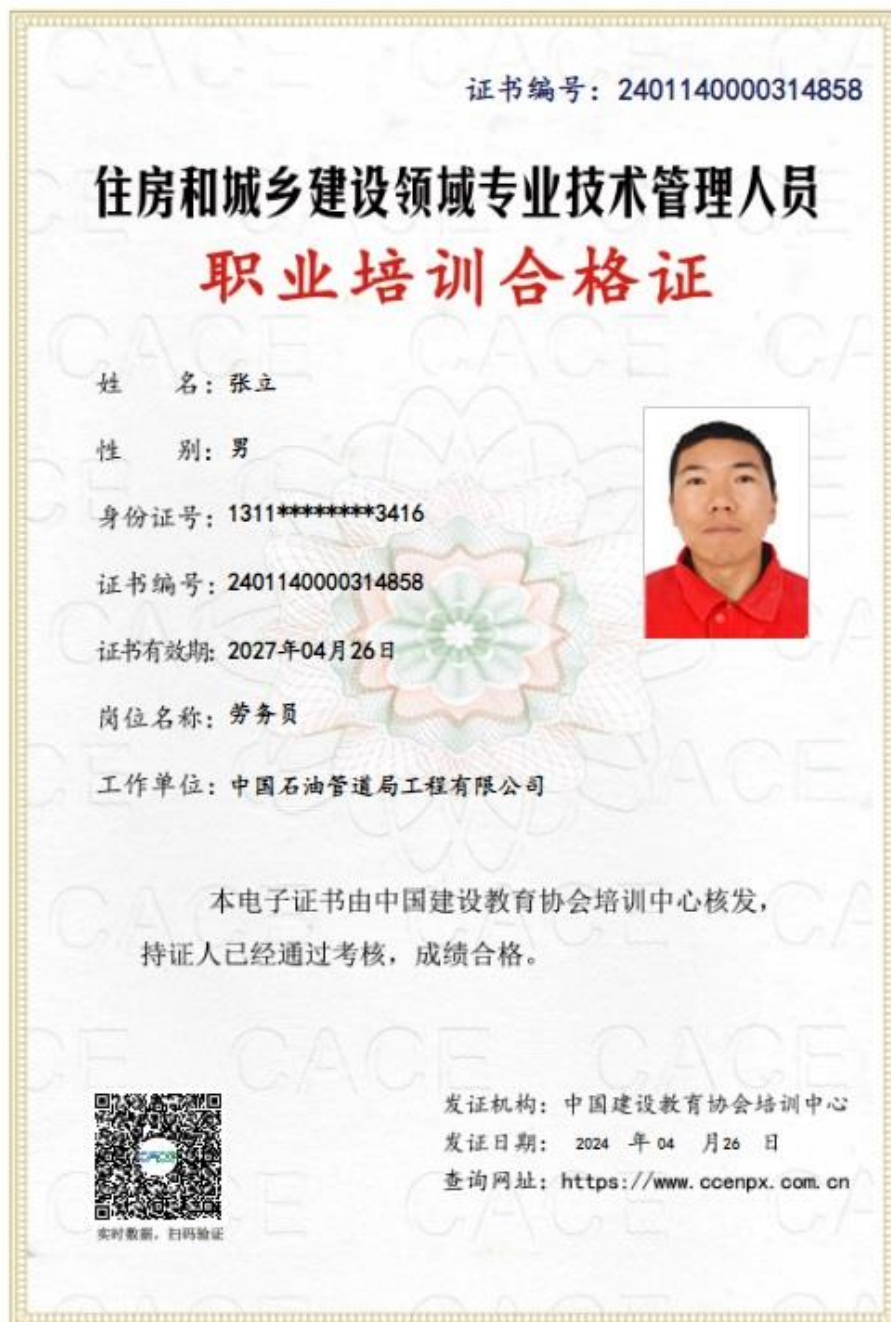 证书编号：2401140000314858
住房和城乡建设领域专业技术管理人员
职业培训合格证
姓 名：张立
性 别：男
身份证号：1311********3416
证书编号：2401140000314858
证书有效期：2027年04月26日
岗位名称：劳务员
工作单位：中国石油管道局工程有限公司
本电子证书由中国建设教育协会培训中心核发，
持证人已经通过考核，成绩合格。
发证机构：中国建设教育协会培训中心
发证日期： 2024 年 04 月 26 日
查询网址：https://www.ccenpx.com.cn
实时数据，扫码验证
CACE